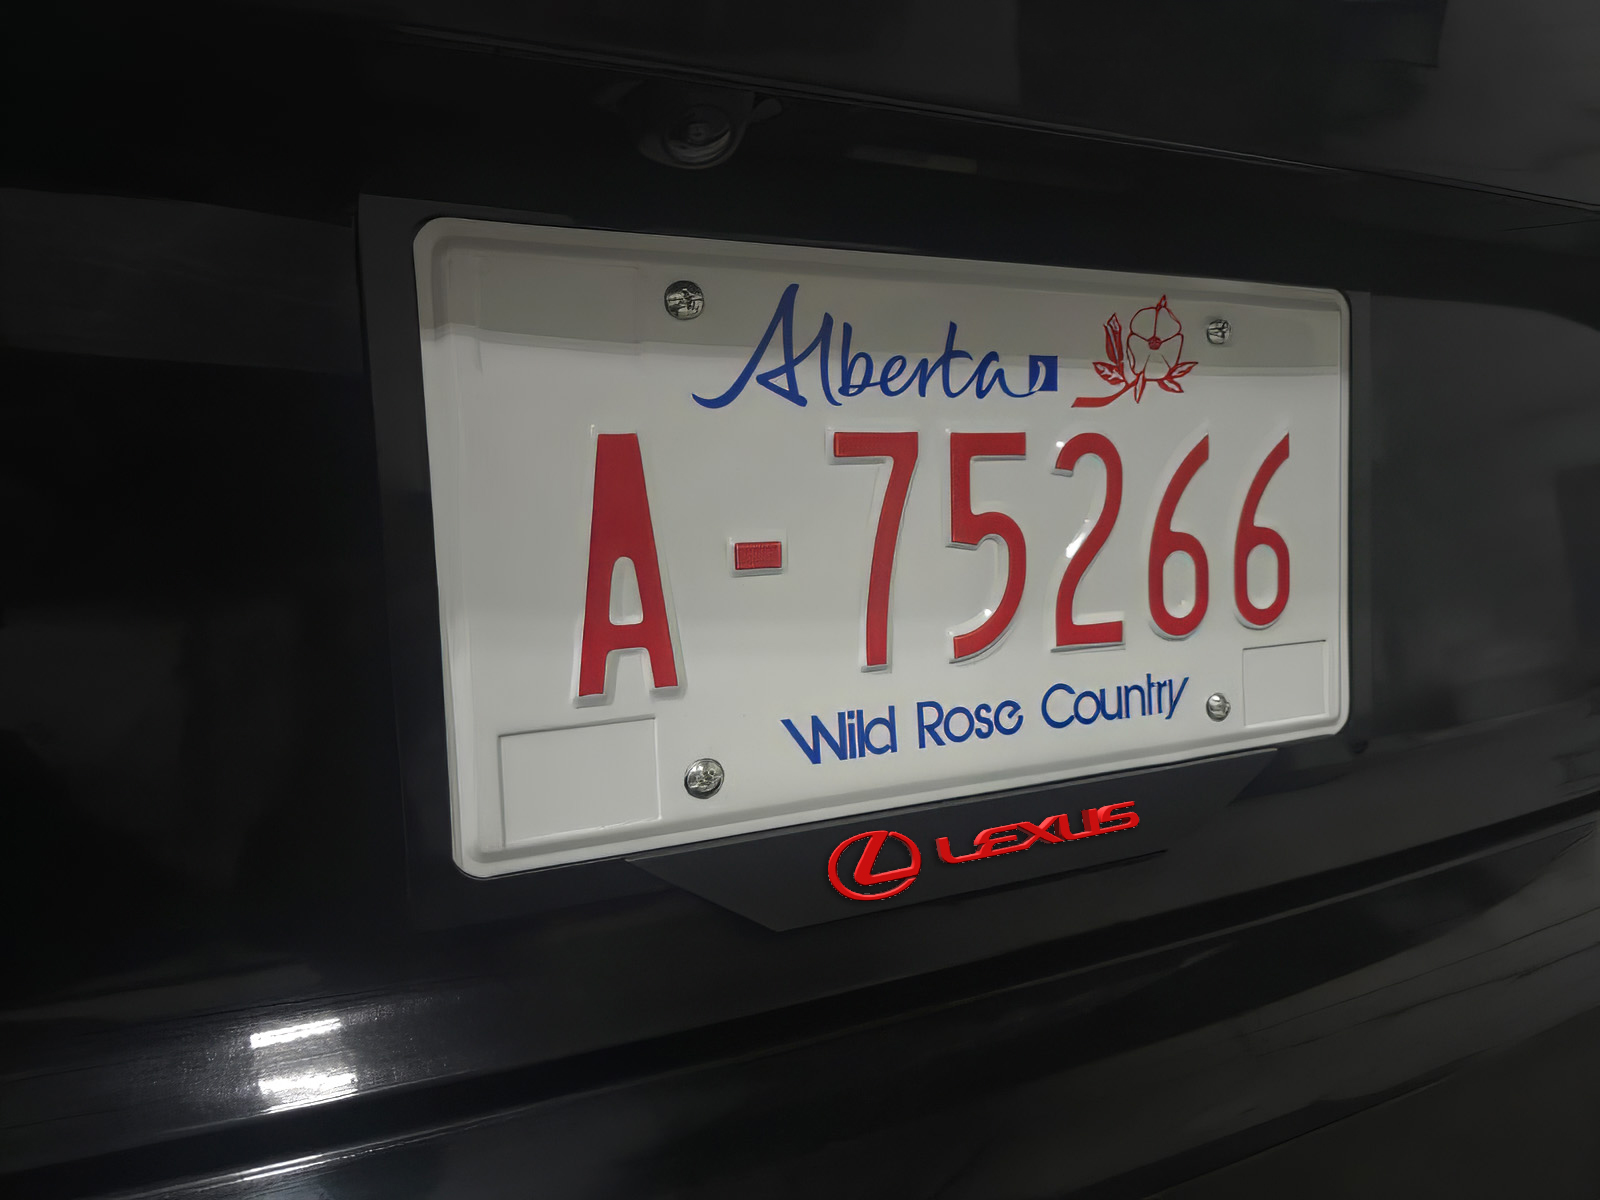 Alberta
A-75266
Wild Rose Country
LEXUS